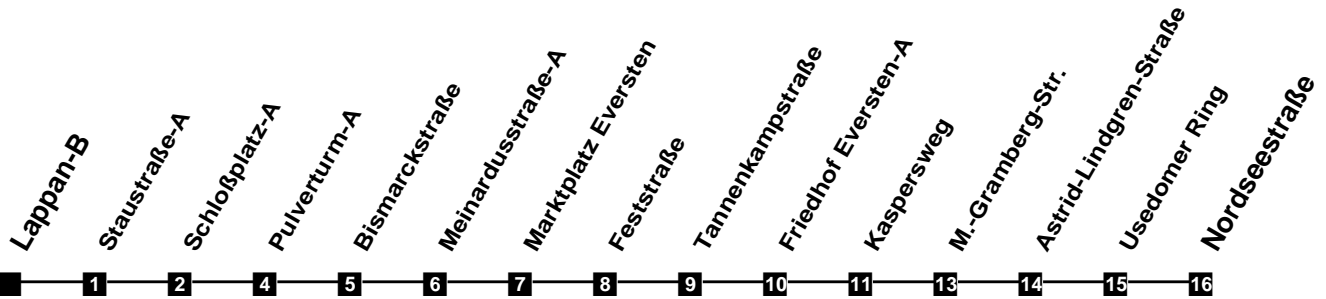 Lappan-B
Staustraße-A
Schloßplatz-A
Pulverturm-A
Bismarckstraße
Meinardusstraße-A
Marktplatz Eversten
Feststraße
Tannenkampstraße
Friedhof Eversten-A
Kaspersweg
M.-Gramberg-Str.
Astrid-Lindgren-Straße
Usedomer Ring
Nordseestraße
1 2 4 5 6 7 8 9 10 11 13 14 15 16